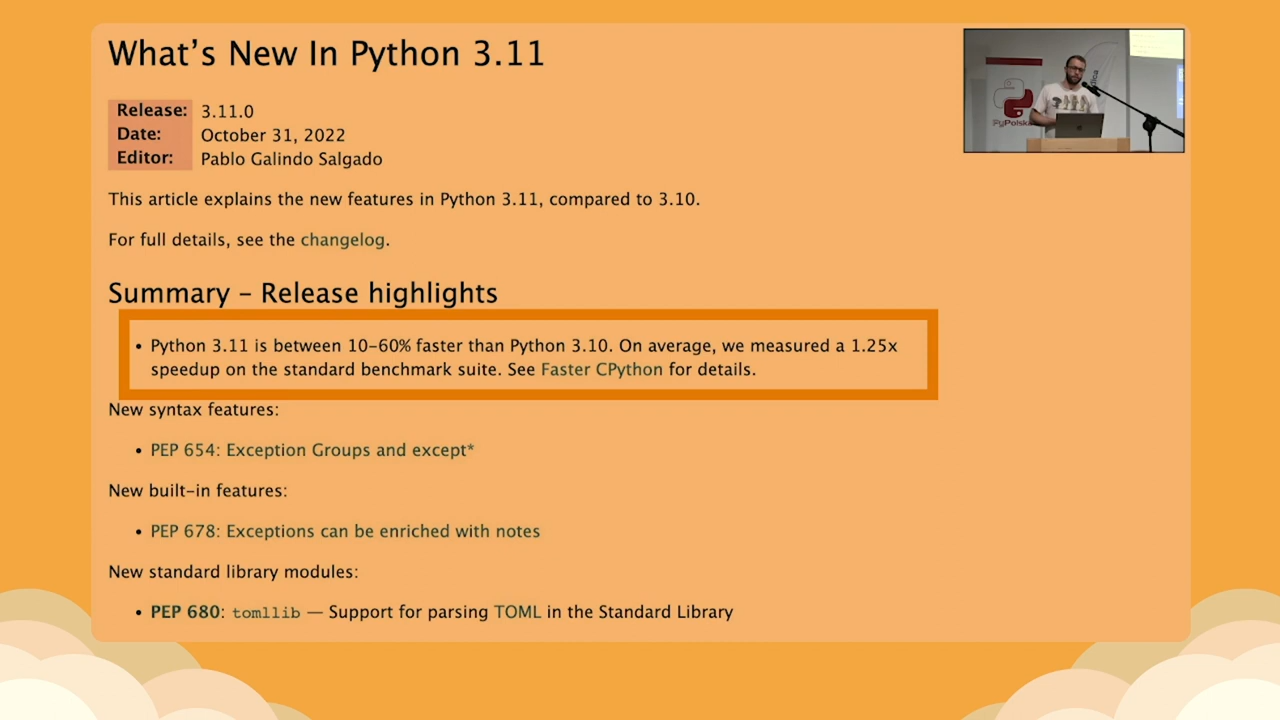 What’s New In Python 3.11
Release: 3.11.0
Date: October 31, 2022
Editor: Pablo Galindo Salgado
This article explains the new features in Python 3.11, compared to 3.10.
For full details, see the changelog.
Summary – Release highlights
• Python 3.11 is between 10–60% faster than Python 3.10. On average, we measured a 1.25x
speedup on the standard benchmark suite. See Faster CPython for details.
New syntax features:
• PEP 654: Exception Groups and except*
New built-in features:
• PEP 678: Exceptions can be enriched with notes
New standard library modules:
• PEP 680: tomllib — Support for parsing TOML in the Standard Library
PyPolska